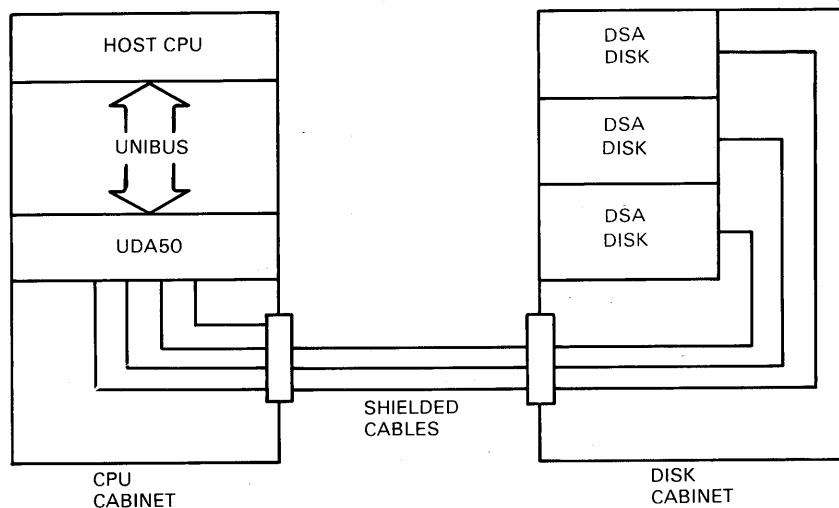 HOST CPU
UNIBUS
UDA50
DSA
DISK
DSA
DISK
DSA
DISK
SHIELDED
CABLES
CPU
CABINET
DISK
CABINET